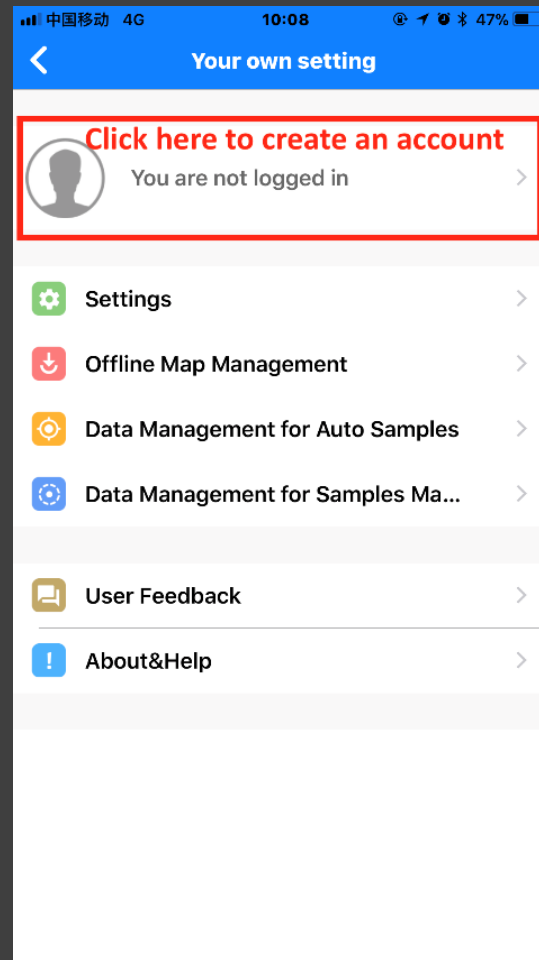 中国移动 4G 10:08 47%
Your own setting
Click here to create an account
You are not logged in
Settings
Offline Map Management
Data Management for Auto Samples
Data Management for Samples Ma...
User Feedback
About&Help